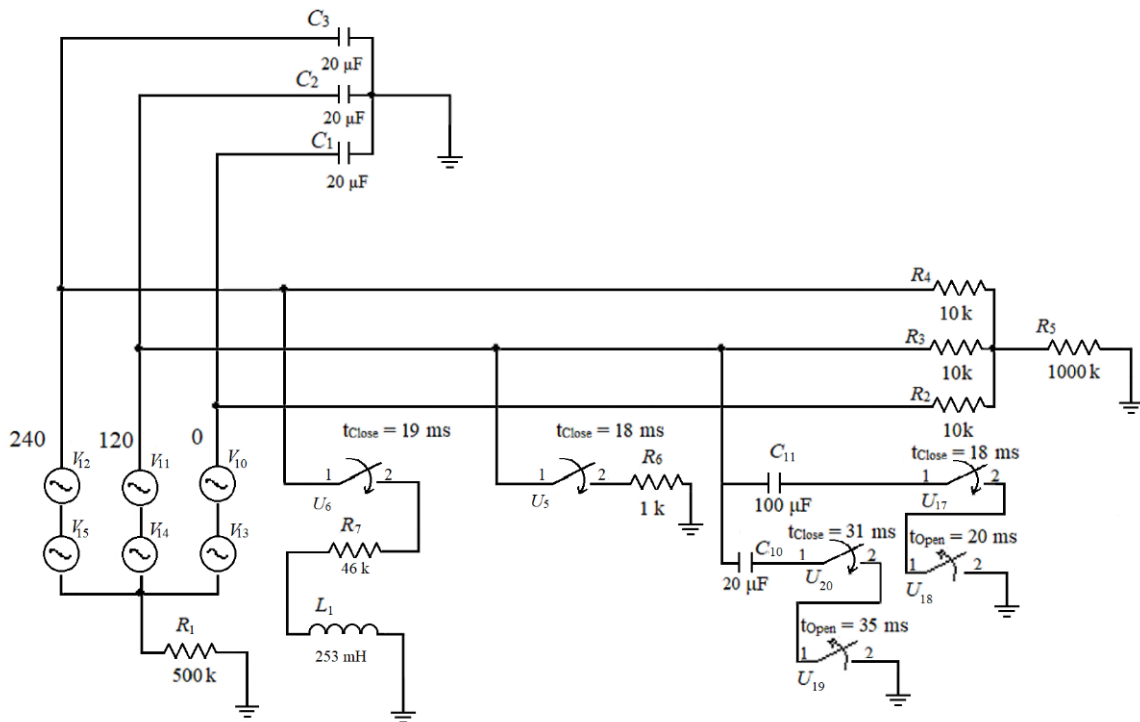 C3
20 µF
C2
20 µF
C1
20 µF
R4
10 k
R3
10k
R5
1000 k
R2
10k
240
120
0
V12
V11
V10
V15
V14
V13
tClose = 19 ms
1
2
U6
R7
46 k
L1
253 mH
R1
500 k
tClose = 18 ms
1
2
U5
R6
1 k
C11
100 µF
tClose = 18 ms
1
2
U17
tOpen = 20 ms
1
2
U18
tClose = 31 ms
C10
20 µF
1
2
U20
tOpen = 35 ms
1
2
U19